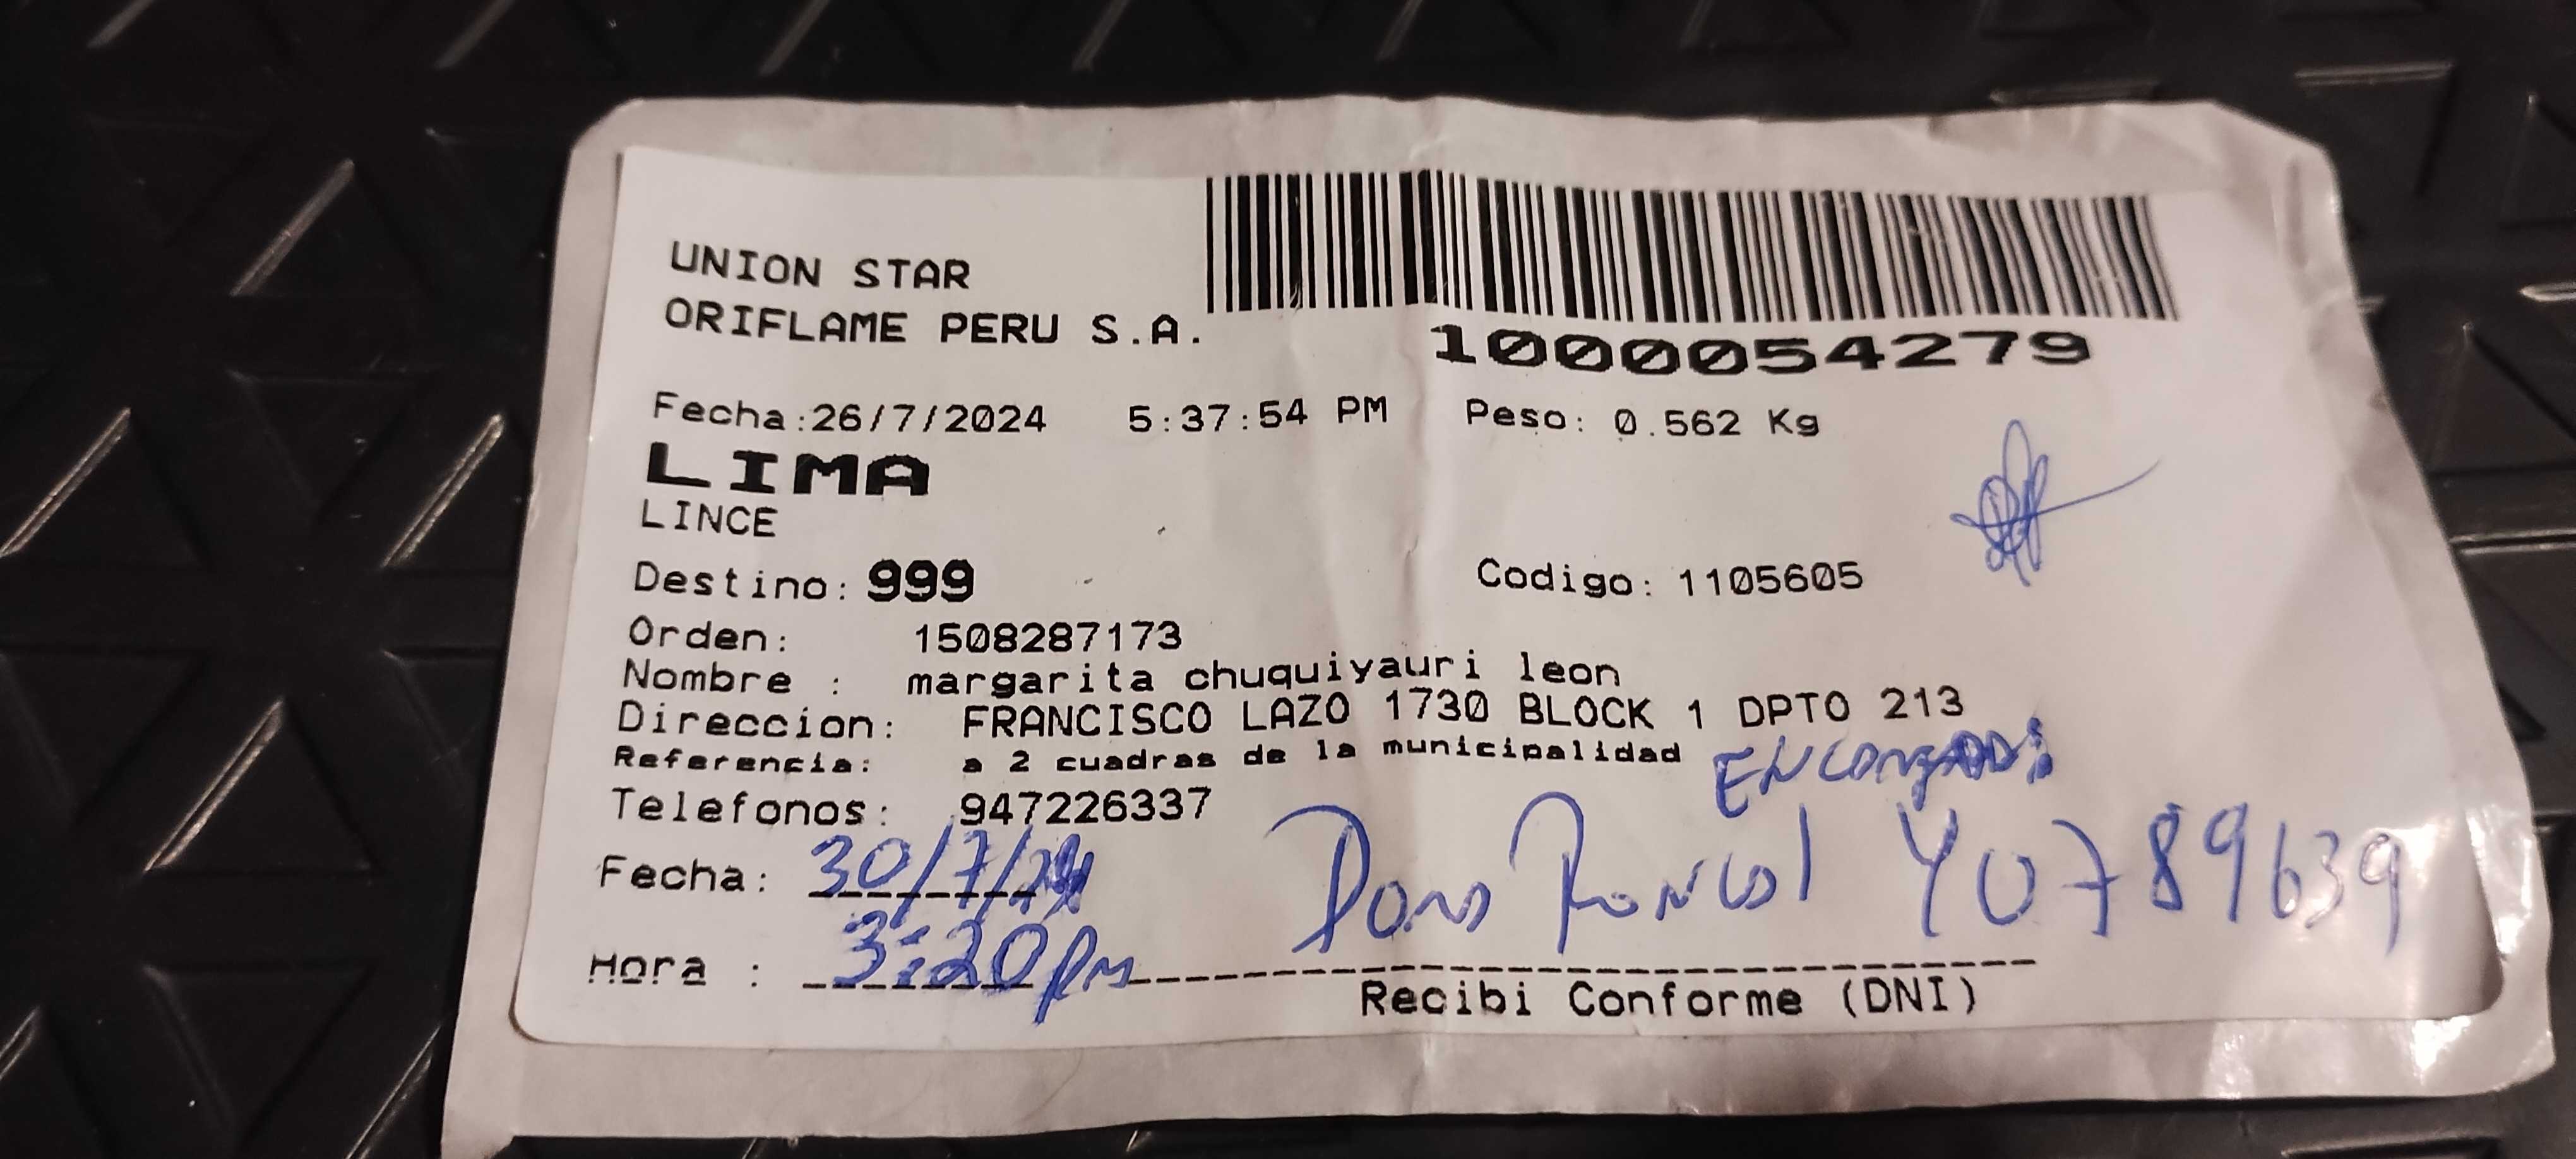 UNION STAR
ORIFLAME PERU S.A.
1000054279
Fecha:26/7/2024 5:37:54 PM Peso: 0.562 Kg
LIMA
LINCE
Destino: 999 Codigo: 1105605
Orden: 1508287173
Nombre : margarita chuquiyauri leon
Direccion: FRANCISCO LAZO 1730 BLOCK 1 DPTO 213
Referencia: a 2 cuadras de la municipalidad
Telefonos: 947226337
Fecha: 30/7/24 40789639
Hora : 3:20 pm
Recibi Conforme (DNI)